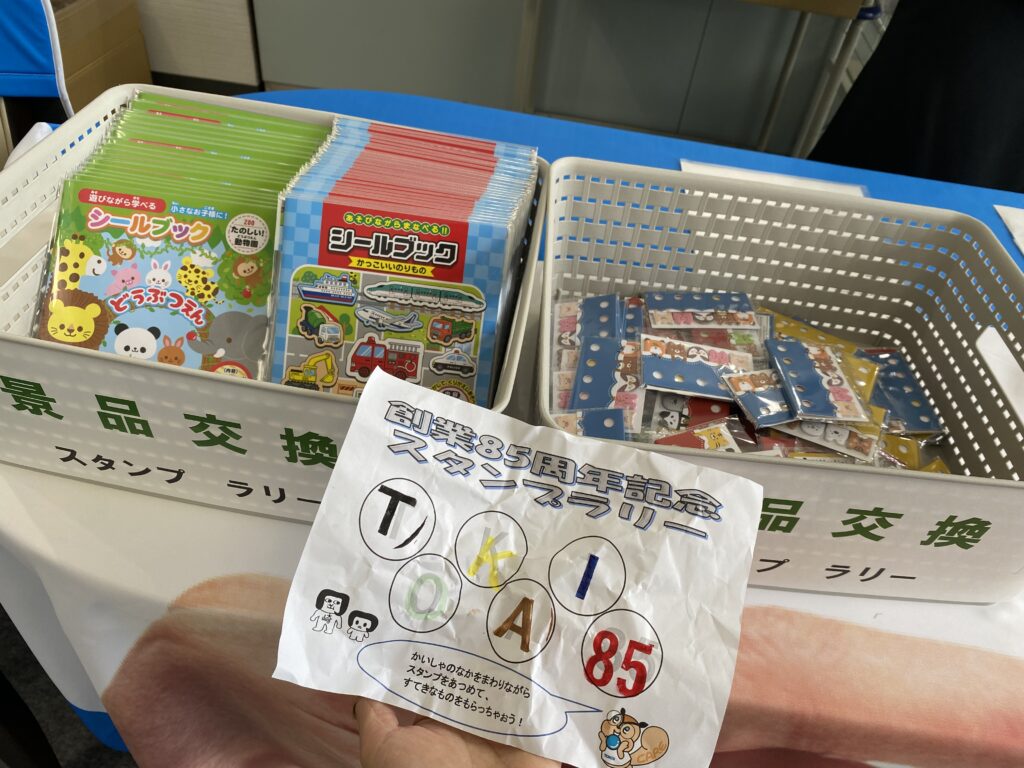 遊びながら学べる
小さなお子様に!
シールブック
たのしい!
動物園
どうぶつえん
あそびながらまなべる!!
シールブック
かっこいいのりもの
景品交換
スタンプ ラリー
品交換
プ ラリー
創業85周年記念
スタンプラリー
T
O
K
A
I
85
崎
かいしゃのなかをまわりながら
スタンプをあつめて、
すてきなものをもらっちゃおう!
CARE